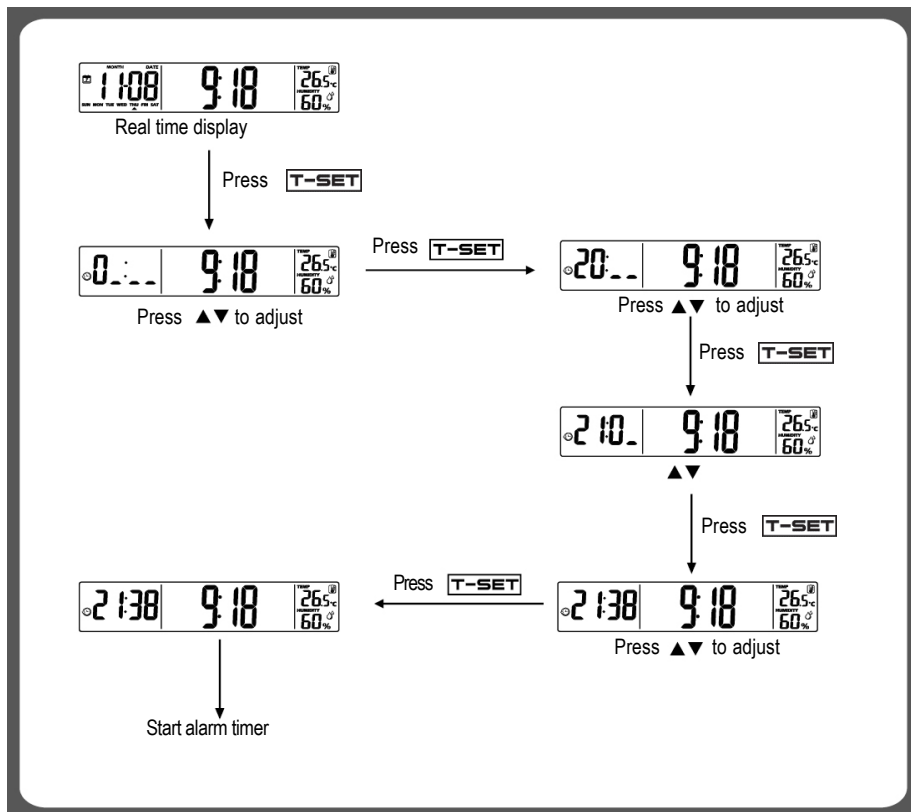 MONTH DATE
11:08 9:18 TEMP 26.5°c
SUN MON TUE WED THU FRI SAT HUMIDITY 60%
Real time display
Press T-SET
0_:_ _ 9:18 TEMP 26.5°c HUMIDITY 60%
Press ▲▼ to adjust
Press T-SET
20:_ _ 9:18 TEMP 26.5°c HUMIDITY 60%
Press ▲▼ to adjust
Press T-SET
21:0_ 9:18 TEMP 26.5°c HUMIDITY 60%
▲▼
Press T-SET
21:38 9:18 TEMP 26.5°c HUMIDITY 60%
Press ▲▼ to adjust
Press T-SET
21:38 9:18 TEMP 26.5°c HUMIDITY 60%
Start alarm timer